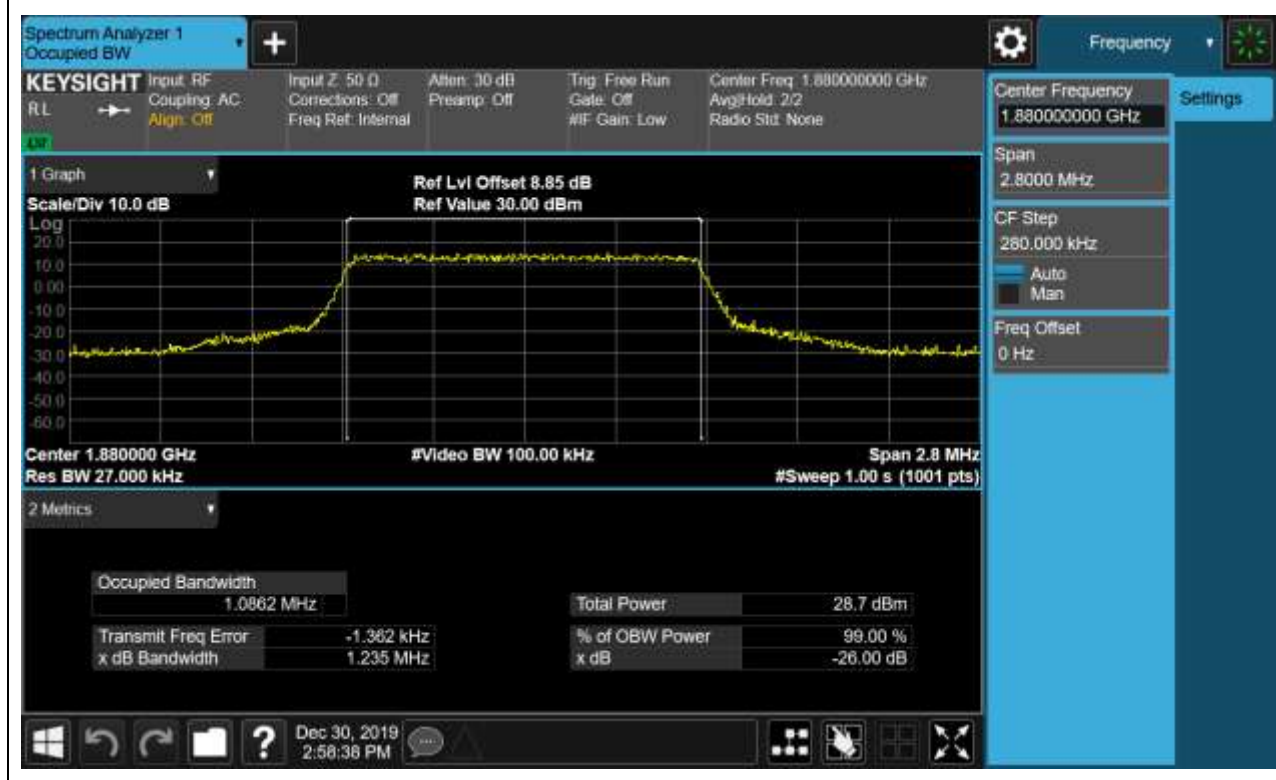 Spectrum Analyzer 1
Occupied BW
+
Frequency
KEYSIGHT
RL
Input: RF
Coupling: AC
Align: Off
Input Z: 50 Ω
Corrections: Off
Freq Ref: Internal
Atten: 30 dB
Preamp: Off
Trig: Free Run
Gate: Off
#IF Gain: Low
Center Freq: 1.880000000 GHz
Avg|Hold: 2/2
Radio Std: None
Center Frequency
1.880000000 GHz
Settings
Span
2.8000 MHz
CF Step
280.000 kHz
Auto
Man
Freq Offset
0 Hz
1 Graph
Scale/Div 10.0 dB
Ref Lvl Offset 8.85 dB
Ref Value 30.00 dBm
Log
20.0
10.0
0.00
-10.0
-20.0
-30.0
-40.0
-50.0
-60.0
Center 1.880000 GHz
Res BW 27.000 kHz
#Video BW 100.00 kHz
Span 2.8 MHz
#Sweep 1.00 s (1001 pts)
2 Metrics
Occupied Bandwidth
1.0862 MHz
Total Power 28.7 dBm
Transmit Freq Error -1.362 kHz
% of OBW Power 99.00 %
x dB Bandwidth 1.235 MHz
x dB -26.00 dB
?
Dec 30, 2019
2:58:38 PM